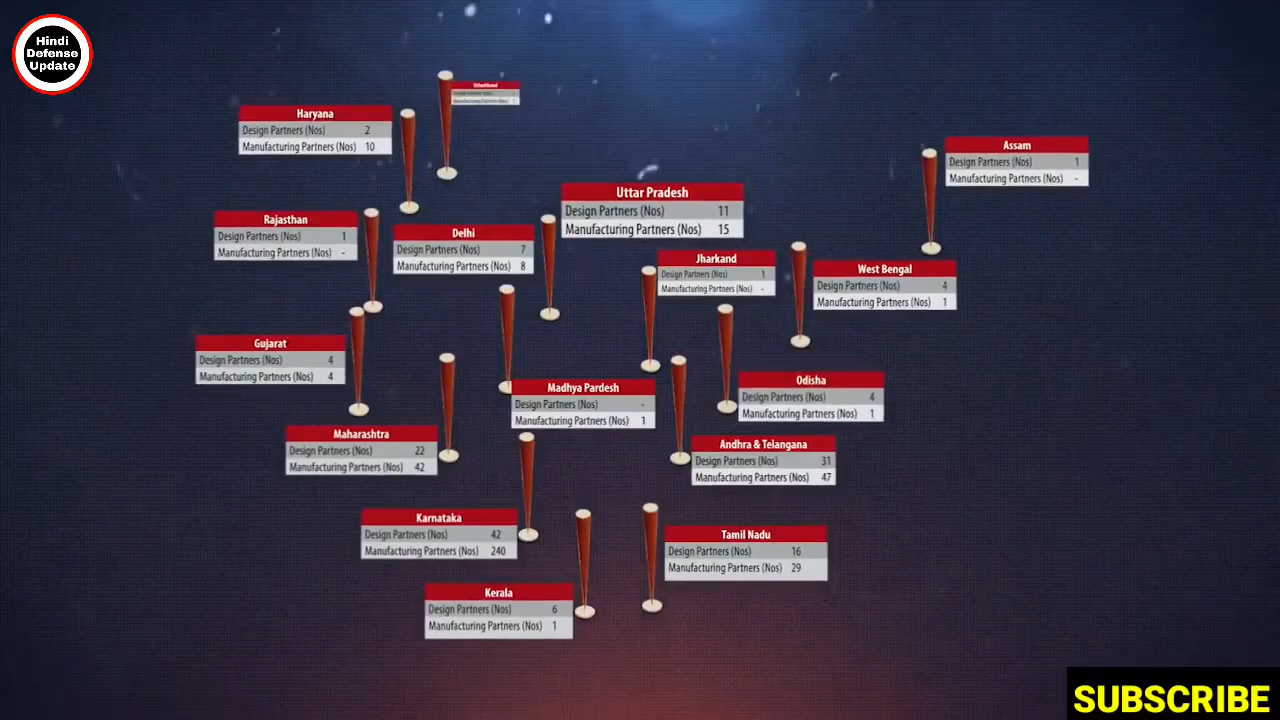 Hindi
Defense
Update
Uttarkhand
Manufacturing Partners (Nos)
Haryana
Design Partners (Nos) 2
Manufacturing Partners (Nos) 10
Assam
Design Partners (Nos) 1
Manufacturing Partners (Nos) -
Uttar Pradesh
Design Partners (Nos) 11
Manufacturing Partners (Nos) 15
Rajasthan
Design Partners (Nos) 1
Manufacturing Partners (Nos) -
Delhi
Design Partners (Nos) 7
Manufacturing Partners (Nos) 8
Jharkand
Design Partners (Nos) 1
Manufacturing Partners (Nos) -
West Bengal
Design Partners (Nos) 4
Manufacturing Partners (Nos) 1
Gujarat
Design Partners (Nos) 4
Manufacturing Partners (Nos) 4
Madhya Pardesh
Design Partners (Nos) -
Manufacturing Partners (Nos) 1
Odisha
Design Partners (Nos) 4
Manufacturing Partners (Nos) 1
Maharashtra
Design Partners (Nos) 22
Manufacturing Partners (Nos) 42
Andhra & Telangana
Design Partners (Nos) 31
Manufacturing Partners (Nos) 47
Karnataka
Design Partners (Nos) 42
Manufacturing Partners (Nos) 240
Tamil Nadu
Design Partners (Nos) 16
Manufacturing Partners (Nos) 29
Kerala
Design Partners (Nos) 6
Manufacturing Partners (Nos) 1
SUBSCRIBE